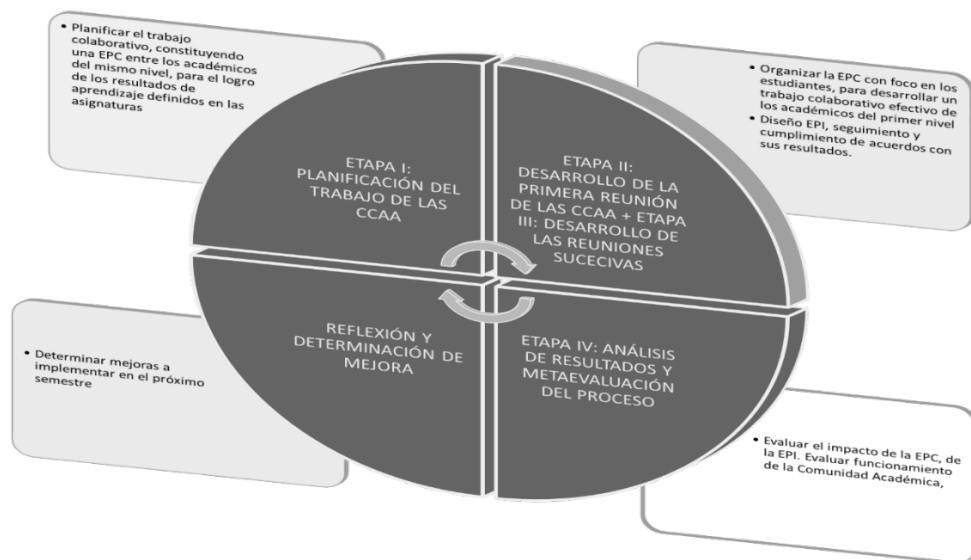 • Planificar el trabajo
colaborativo, constituyendo
una EPC entre los académicos
del mismo nivel, para el logro
de los resultados de
aprendizaje definidos en las
asignaturas
• Organizar la EPC con foco en los
estudiantes, para desarrollar un
trabajo colaborativo efectivo de
los académicos del primer nivel
• Diseño EPI, seguimiento y
cumplimiento de acuerdos con
sus resultados.
ETAPA I:
PLANIFICACIÓN DEL
TRABAJO DE LAS
CCAA
ETAPA II:
DESARROLLO DE LA
PRIMERA REUNIÓN
DE LAS CCAA + ETAPA
III: DESARROLLO DE
LAS REUNIONES
SUCECIVAS
REFLEXIÓN Y
DETERMINACIÓN DE
MEJORA
ETAPA IV: ANÁLISIS
DE RESULTADOS Y
METAEVALUACIÓN
DEL PROCESO
• Determinar mejoras a
implementar en el próximo
semestre
• Evaluar el impacto de la EPC, de
la EPI. Evaluar funcionamiento
de la Comunidad Académica,